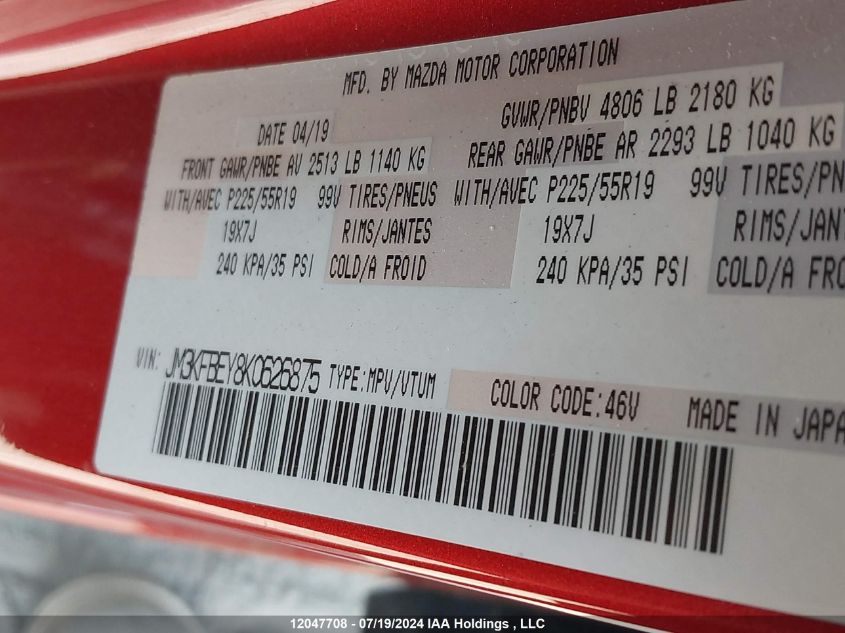 MFD. BY MAZDA MOTOR CORPORATION
DATE 04/19 GVWR/PNBV 4806 LB 2180 KG
FRONT GAWR/PNBE AV 2513 LB 1140 KG REAR GAWR/PNBE AR 2293 LB 1040 KG
WITH/AVEC P225/55R19 99V TIRES/PNEUS WITH/AVEC P225/55R19 99V TIRES/PN
19X7J RIMS/JANTES 19X7J RIMS/JANT
240 KPA/35 PSI COLD/A FROID 240 KPA/35 PSI COLD/A FRO
VIN: JM3KFBEY8K0626875 TYPE:MPV/VTUM COLOR CODE:46V MADE IN JAPA
12047708 - 07/19/2024 IAA Holdings , LLC